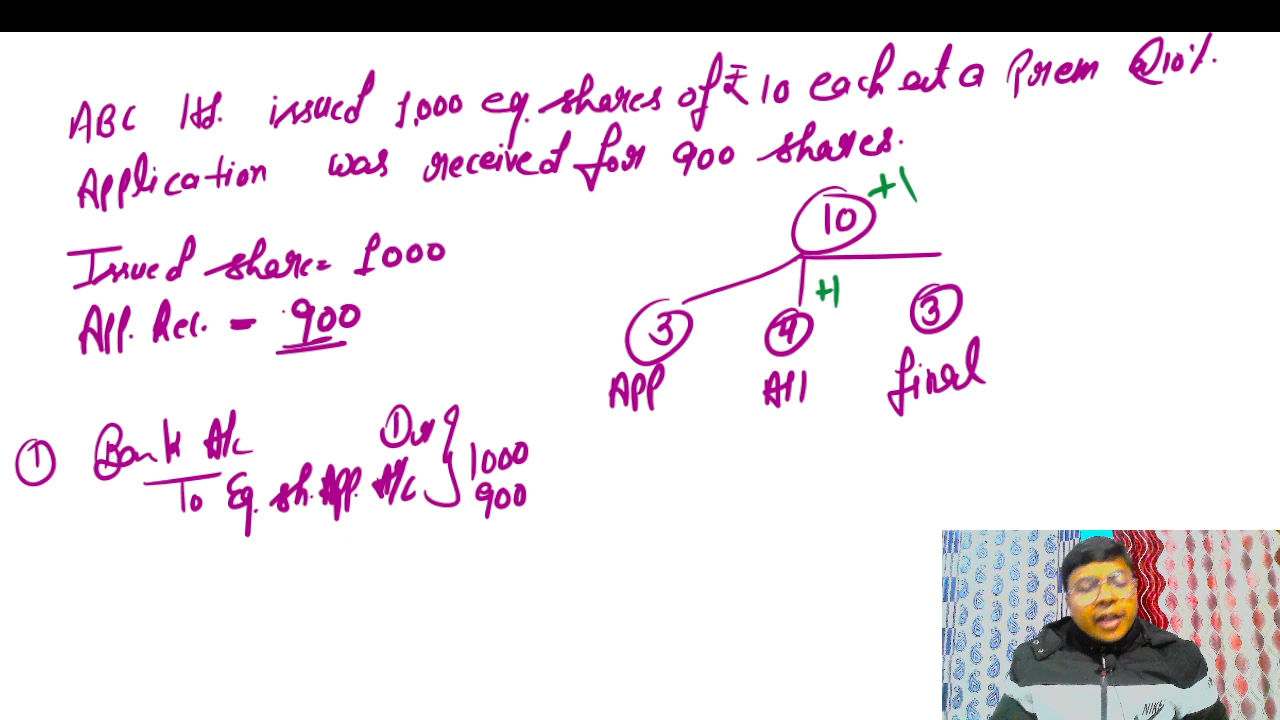 ABC Ltd. issued 1,000 eq. shares of ₹ 10 each at a Prem @10%.
Application was received for 900 shares.
Issued share = 1000
App. Rec. - 900
10 +1
+1
3 4 3
APP All final
① Bank A/c Dr 1000
To Eq. sh. App. A/c 900
NIKE